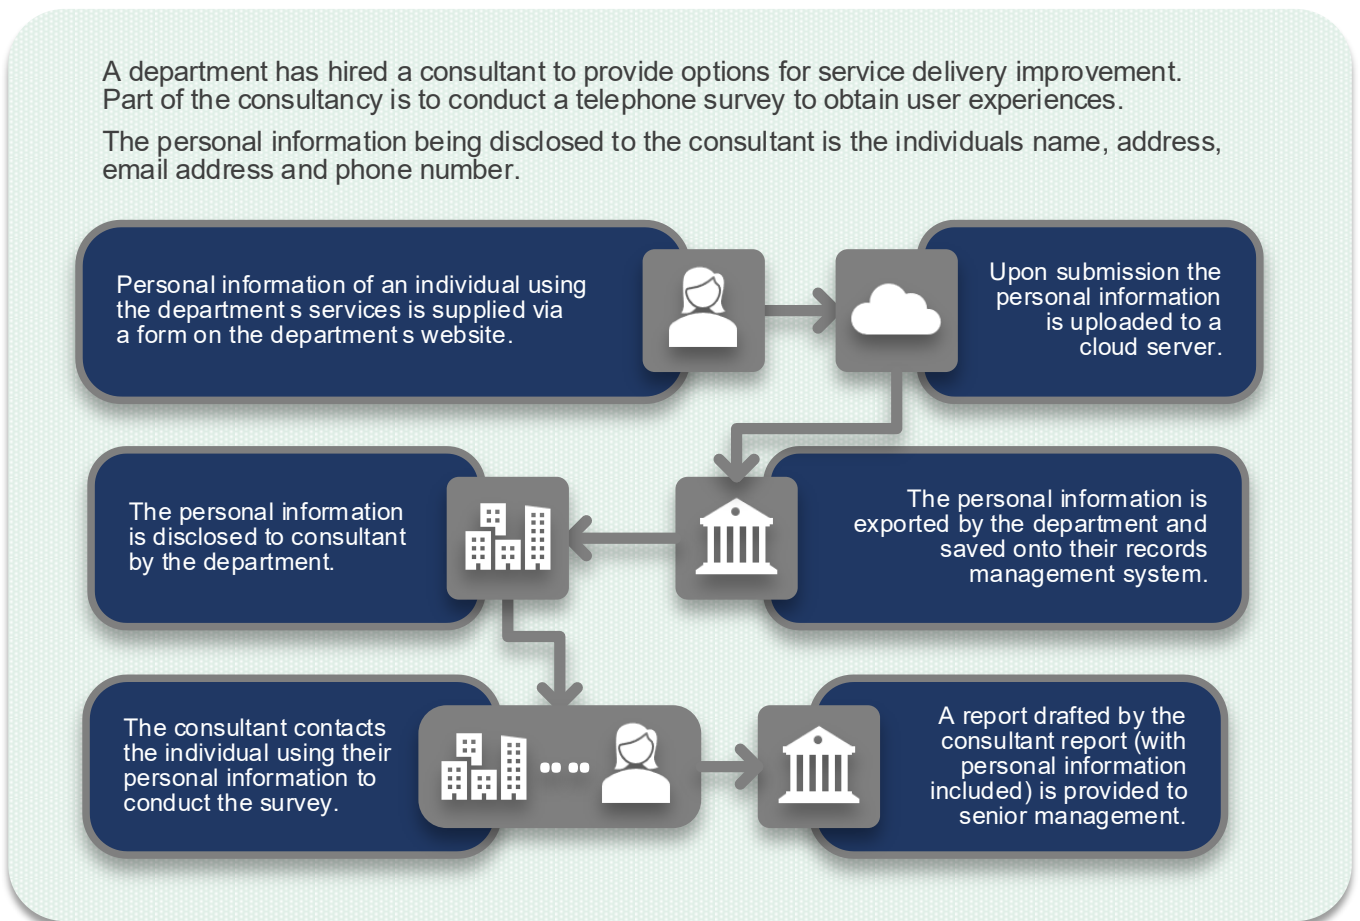 A department has hired a consultant to provide options for service delivery improvement.
Part of the consultancy is to conduct a telephone survey to obtain user experiences.
The personal information being disclosed to the consultant is the individuals name, address,
email address and phone number.
Personal information of an individual using
the department s services is supplied via
a form on the department s website.
Upon submission the
personal information
is uploaded to a
cloud server.
The personal information
is disclosed to consultant
by the department.
The personal information is
exported by the department and
saved onto their records
management system.
The consultant contacts
the individual using their
personal information to
conduct the survey.
A report drafted by the
consultant report (with
personal information
included) is provided to
senior management.